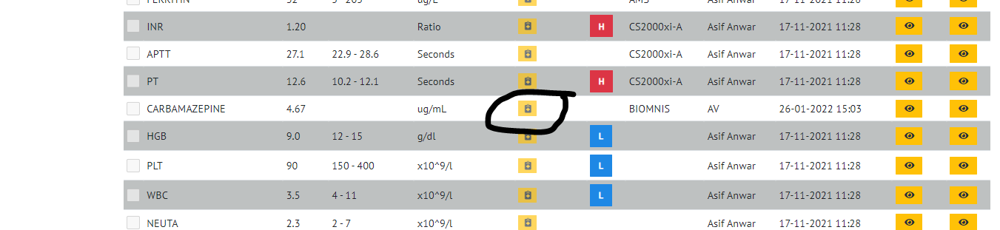 FERRITIN 52 ug/L AMS Asif Anwar 17-11-2021 11:28
INR 1.20 Ratio H CS2000xi-A Asif Anwar 17-11-2021 11:28
APTT 27.1 22.9 - 28.6 Seconds CS2000xi-A Asif Anwar 17-11-2021 11:28
PT 12.6 10.2 - 12.1 Seconds H CS2000xi-A Asif Anwar 17-11-2021 11:28
CARBAMAZEPINE 4.67 ug/mL BIOMNIS AV 26-01-2022 15:03
HGB 9.0 12 - 15 g/dl L Asif Anwar 17-11-2021 11:28
PLT 90 150 - 400 x10^9/l L Asif Anwar 17-11-2021 11:28
WBC 3.5 4 - 11 x10^9/l L Asif Anwar 17-11-2021 11:28
NEUTA 2.3 2 - 7 x10^9/l Asif Anwar 17-11-2021 11:28